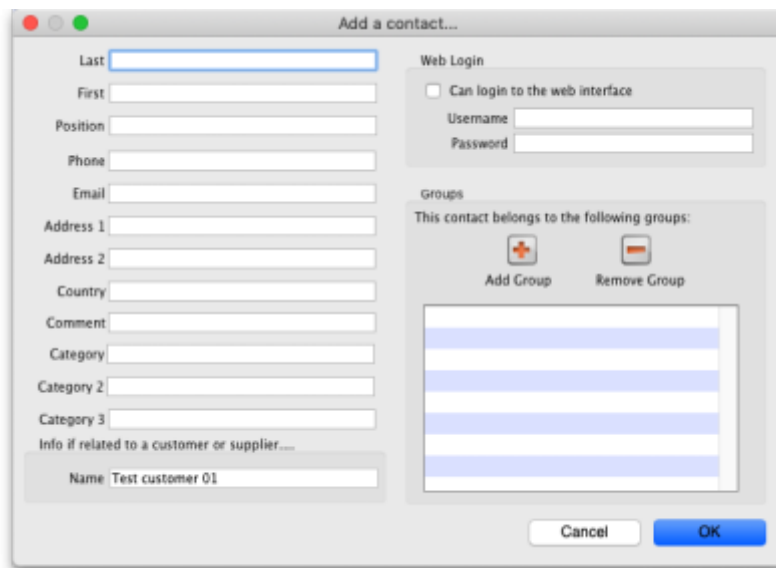 Add a contact...
Last
First
Position
Phone
Email
Address 1
Address 2
Country
Comment
Category
Category 2
Category 3
Info if related to a customer or supplier....
Name Test customer 01
Web Login
Can login to the web interface
Username
Password
Groups
This contact belongs to the following groups:
Add Group Remove Group
Cancel OK